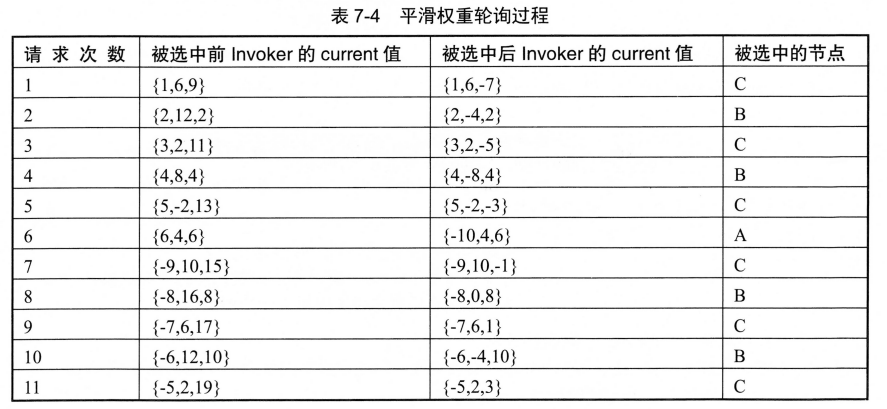 表 7-4 平滑权重轮询过程
请 求 次 数 被选中前 Invoker 的 current 值 被选中后 Invoker 的 current 值 被选中的节点
1 {1,6,9} {1,6,-7} C
2 {2,12,2} {2,-4,2} B
3 {3,2,11} {3,2,-5} C
4 {4,8,4} {4,-8,4} B
5 {5,-2,13} {5,-2,-3} C
6 {6,4,6} {-10,4,6} A
7 {-9,10,15} {-9,10,-1} C
8 {-8,16,8} {-8,0,8} B
9 {-7,6,17} {-7,6,1} C
10 {-6,12,10} {-6,-4,10} B
11 {-5,2,19} {-5,2,3} C